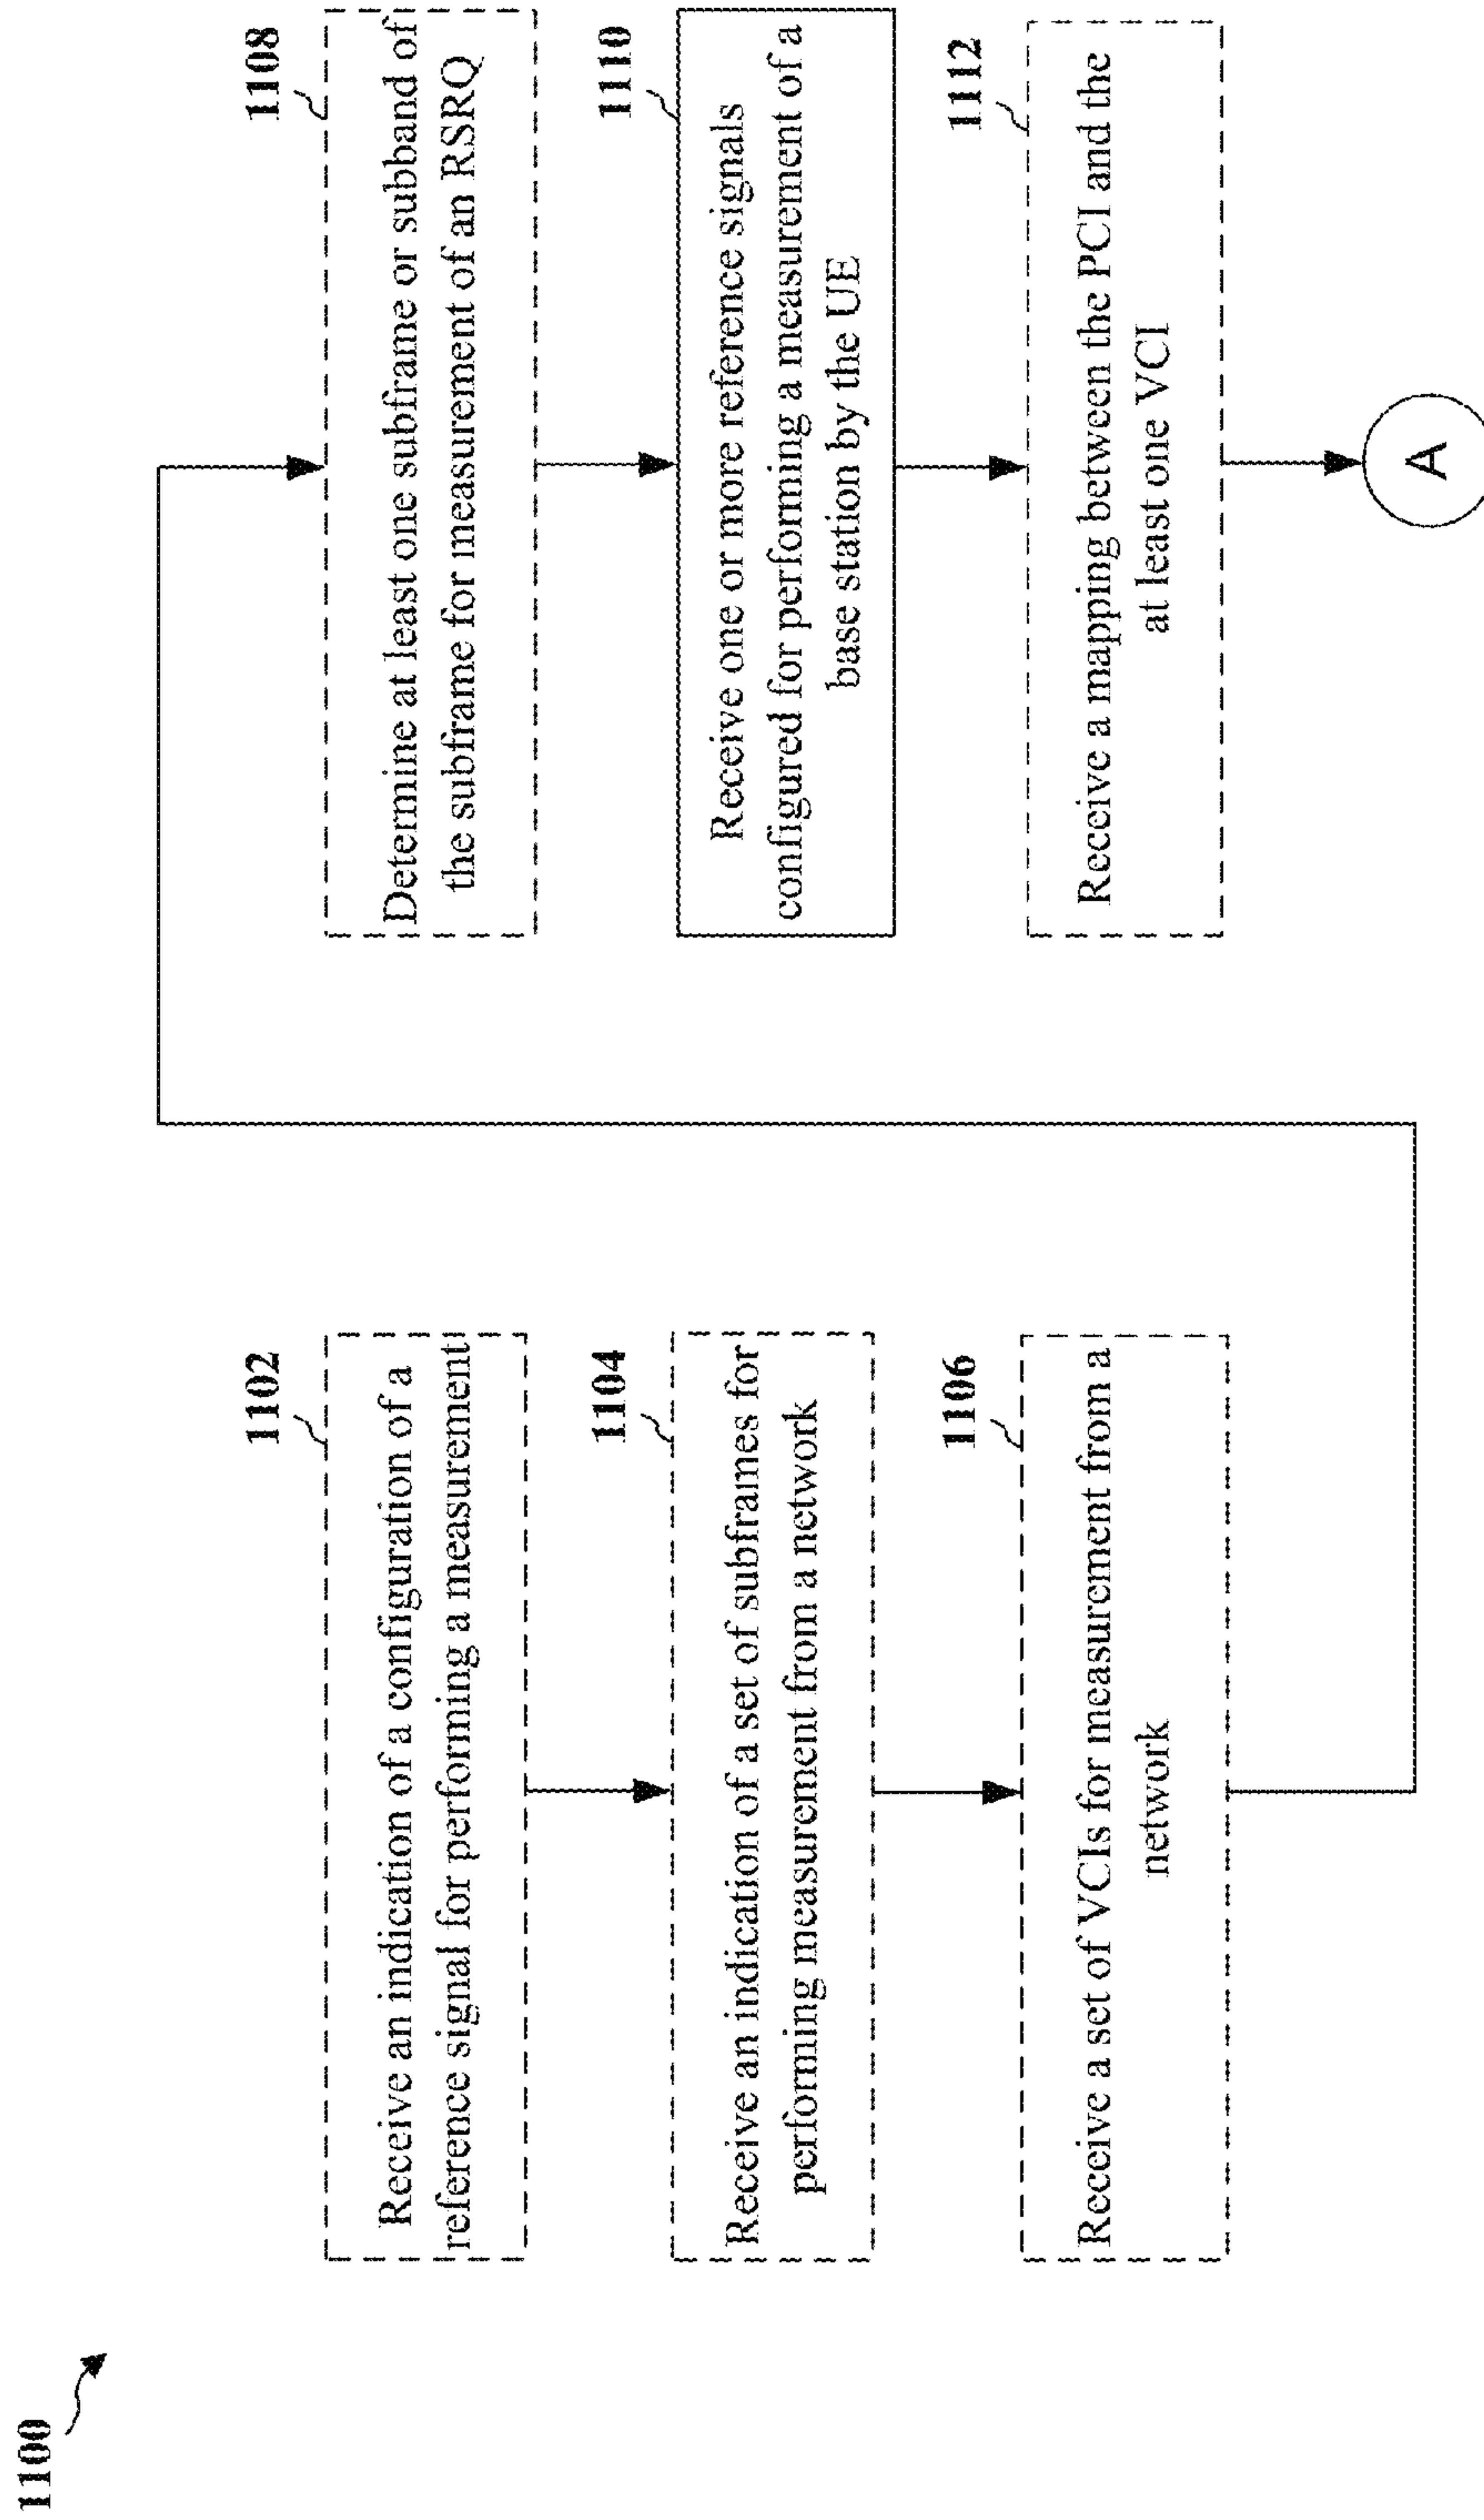 1100
1102
Receive an indication of a configuration of a
reference signal for performing a measurement
1104
Receive an indication of a set of subframes for
performing measurement from a network
1106
Receive a set of VCIs for measurement from a
network
1108
Determine at least one subframe or subband of
the subframe for measurement of an RSRQ
1110
Receive one or more reference signals
configured for performing a measurement of a
base station by the UE
1112
Receive a mapping between the PCI and the
at least one VCI
A